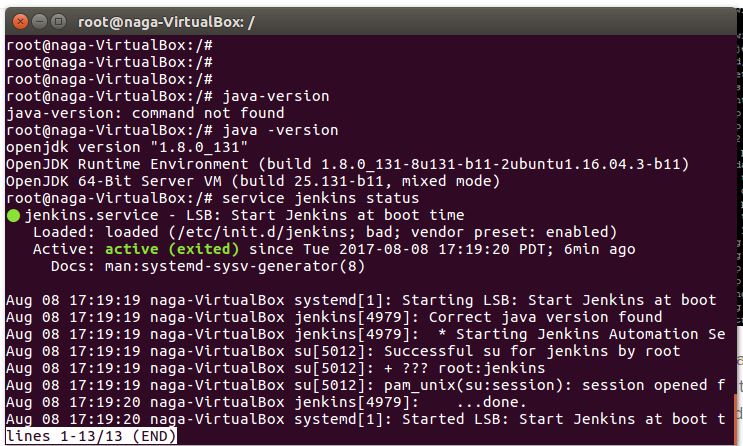 root@naga-VirtualBox: /
root@naga-VirtualBox:/#
root@naga-VirtualBox:/#
root@naga-VirtualBox:/#
root@naga-VirtualBox:/# java-version
java-version: command not found
root@naga-VirtualBox:/# java -version
openjdk version "1.8.0_131"
OpenJDK Runtime Environment (build 1.8.0_131-8u131-b11-2ubuntu1.16.04.3-b11)
OpenJDK 64-Bit Server VM (build 25.131-b11, mixed mode)
root@naga-VirtualBox:/# service jenkins status
● jenkins.service - LSB: Start Jenkins at boot time
   Loaded: loaded (/etc/init.d/jenkins; bad; vendor preset: enabled)
   Active: active (exited) since Tue 2017-08-08 17:19:20 PDT; 6min ago
     Docs: man:systemd-sysv-generator(8)
Aug 08 17:19:19 naga-VirtualBox systemd[1]: Starting LSB: Start Jenkins at boot
Aug 08 17:19:19 naga-VirtualBox jenkins[4979]: Correct java version found
Aug 08 17:19:19 naga-VirtualBox jenkins[4979]:  * Starting Jenkins Automation Se
Aug 08 17:19:19 naga-VirtualBox su[5012]: Successful su for jenkins by root
Aug 08 17:19:19 naga-VirtualBox su[5012]: + ??? root:jenkins
Aug 08 17:19:19 naga-VirtualBox su[5012]: pam_unix(su:session): session opened f
Aug 08 17:19:20 naga-VirtualBox jenkins[4979]:    ...done.
Aug 08 17:19:20 naga-VirtualBox systemd[1]: Started LSB: Start Jenkins at boot t
lines 1-13/13 (END)